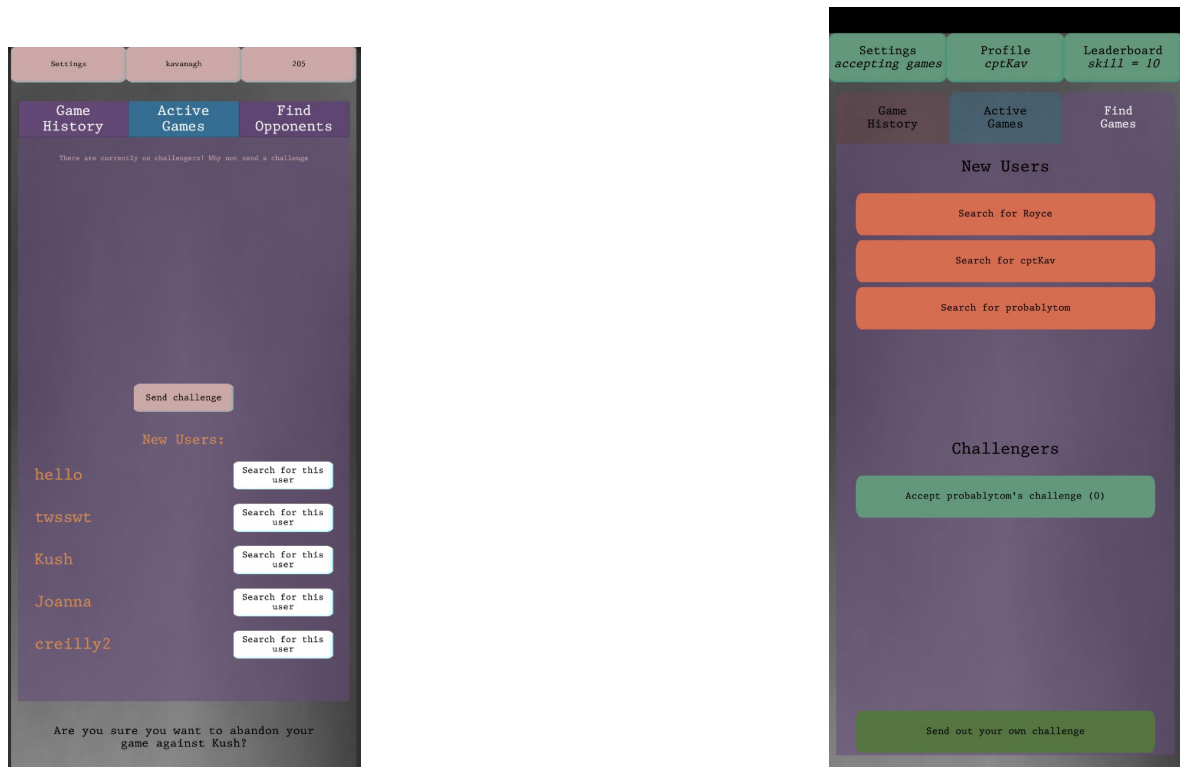 Settings
kavanagh
205
Game
History
Active
Games
Find
Opponents
There are currently no challengers! Why not send a challenge
Send challenge
New Users:
hello
Search for this
user
twsswt
Search for this
user
Kush
Search for this
user
Joanna
Search for this
user
creilly2
Search for this
user
Are you sure you want to abandon your
game against Kush?
Settings
accepting games
Profile
cptKav
Leaderboard
skill = 10
Game
History
Active
Games
Find
Games
New Users
Search for Royce
Search for cptKav
Search for probablytom
Challengers
Accept probablytom's challenge (0)
Send out your own challenge